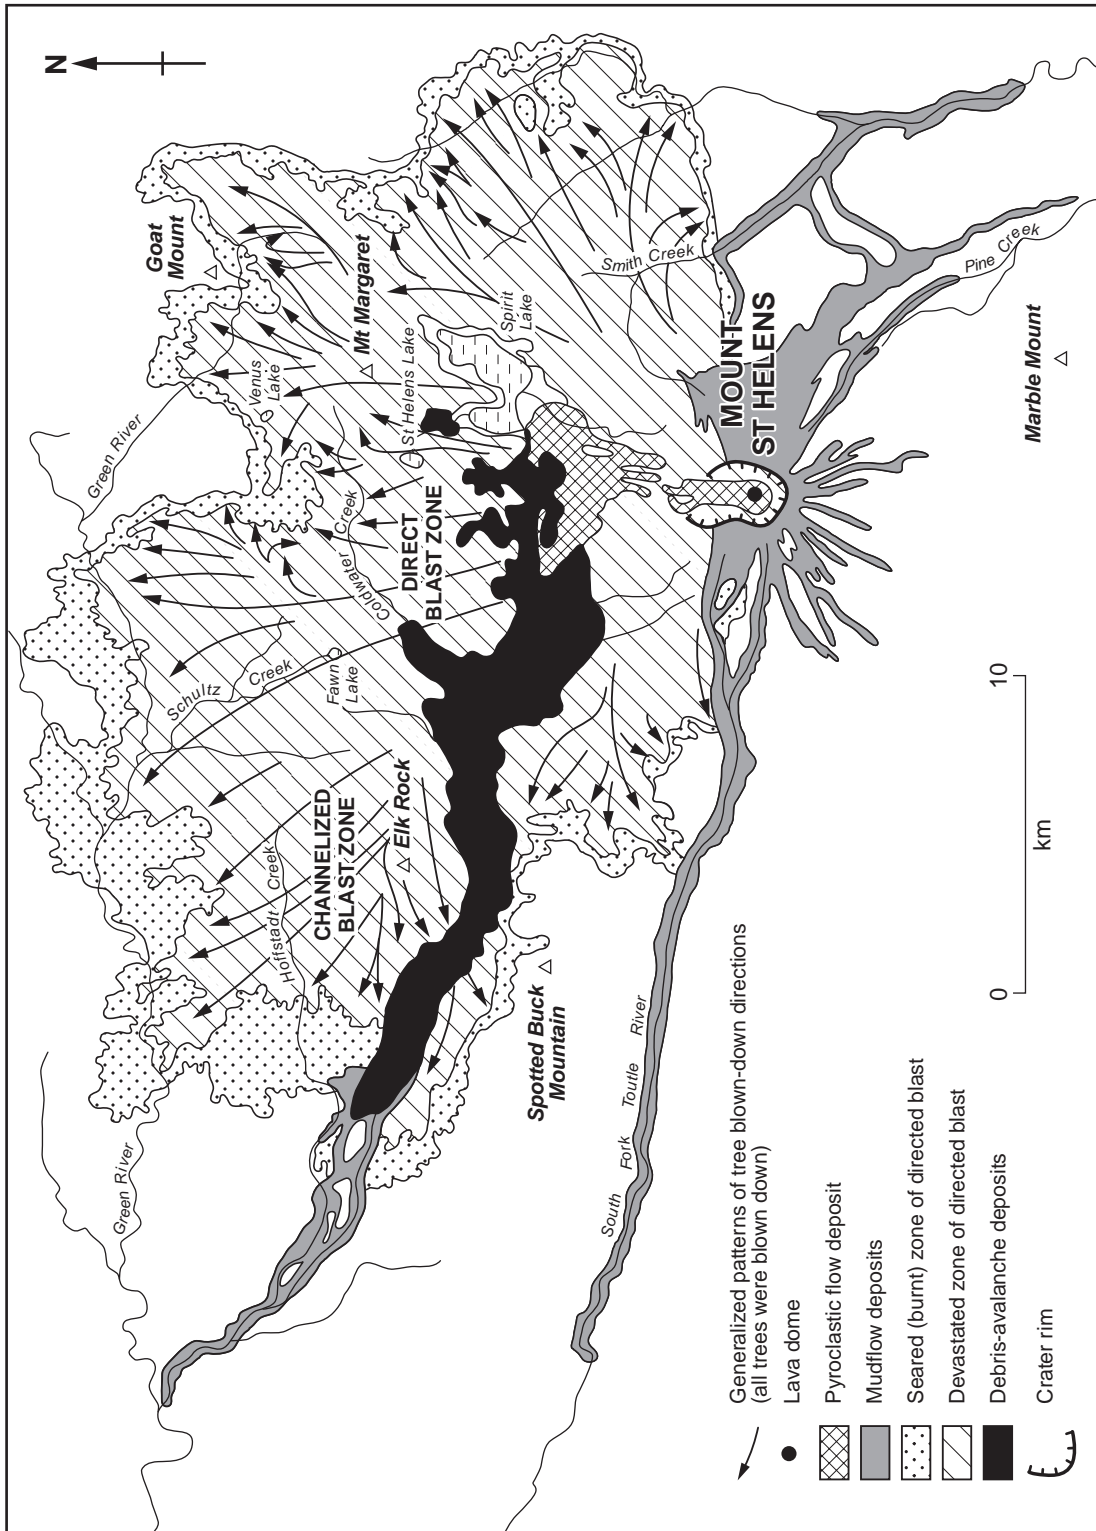 N
Goat
Mount
Green River
Venus
Lake
Mt Margaret
St Helens Lake
Spirit
Lake
Smith Creek
Pine Creek
MOUNT
ST HELENS
Marble Mount
Coldwater Creek
DIRECT
BLAST ZONE
Schultz Creek
Fawn
Lake
CHANNELIZED
BLAST ZONE
Elk Rock
Hoffstadt Creek
Spotted Buck
Mountain
Green River
South Fork Toutle River
0
10
km
Generalized patterns of tree blown-down directions
(all trees were blown down)
Lava dome
Pyroclastic flow deposit
Mudflow deposits
Seared (burnt) zone of directed blast
Devastated zone of directed blast
Debris-avalanche deposits
Crater rim